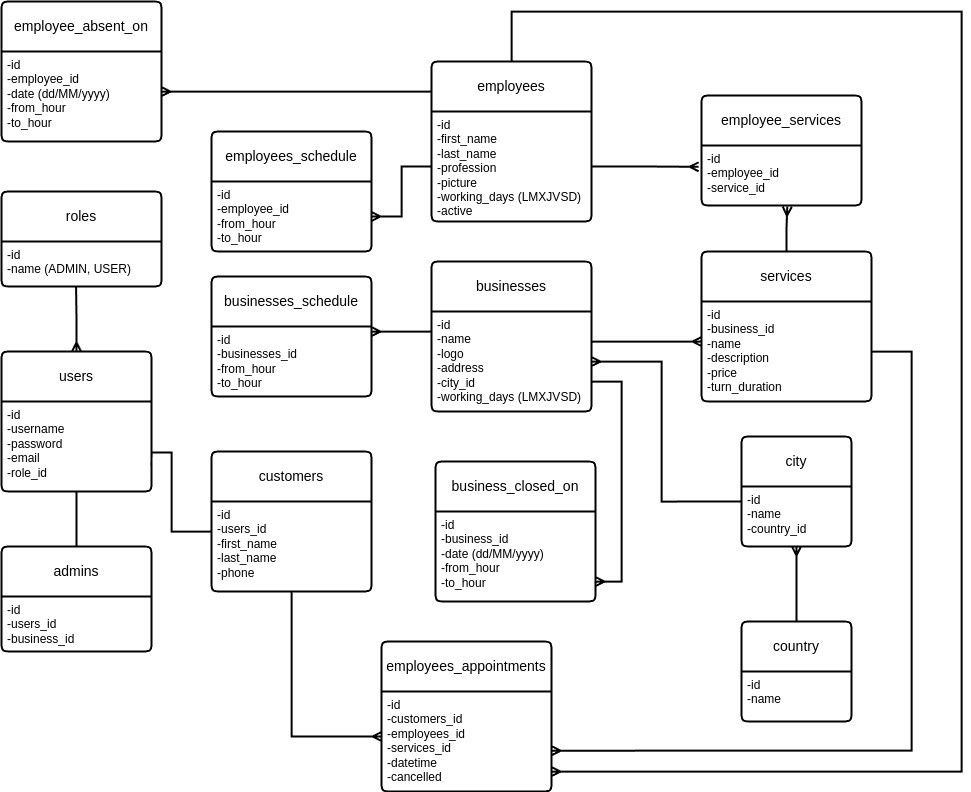 employee_absent_on
-id
-employee_id
-date (dd/MM/yyyy)
-from_hour
-to_hour
employees
-id
-first_name
-last_name
-profession
-picture
-working_days (LMXJVSD)
-active
employee_services
-id
-employee_id
-service_id
employees_schedule
-id
-employee_id
-from_hour
-to_hour
roles
-id
-name (ADMIN, USER)
businesses_schedule
-id
-businesses_id
-from_hour
-to_hour
businesses
-id
-name
-logo
-address
-city_id
-working_days (LMXJVSD)
services
-id
-business_id
-name
-description
-price
-turn_duration
users
-id
-username
-password
-email
-role_id
customers
-id
-users_id
-first_name
-last_name
-phone
business_closed_on
-id
-business_id
-date (dd/MM/yyyy)
-from_hour
-to_hour
city
-id
-name
-country_id
admins
-id
-users_id
-business_id
employees_appointments
-id
-customers_id
-employees_id
-services_id
-datetime
-cancelled
country
-id
-name